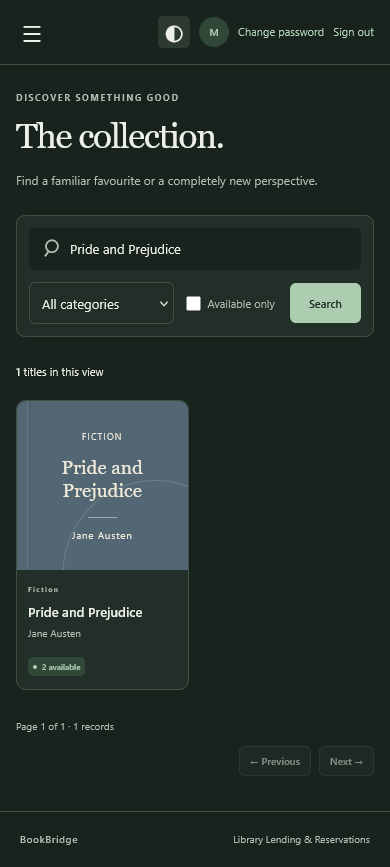 M Change password Sign out
DISCOVER SOMETHING GOOD
The collection.
Find a familiar favourite or a completely new perspective.
Pride and Prejudice
All categories Available only Search
1 titles in this view
FICTION
Pride and
Prejudice
Jane Austen
Fiction
Pride and Prejudice
Jane Austen
2 available
Page 1 of 1 · 1 records
← Previous Next →
BookBridge Library Lending & Reservations